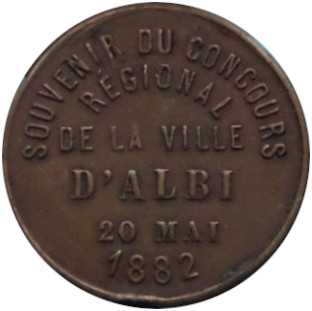 SOUVENIR DU CONCOURS
RÉGIONAL
DE LA VILLE
D'ALBI
20 MAI
1882